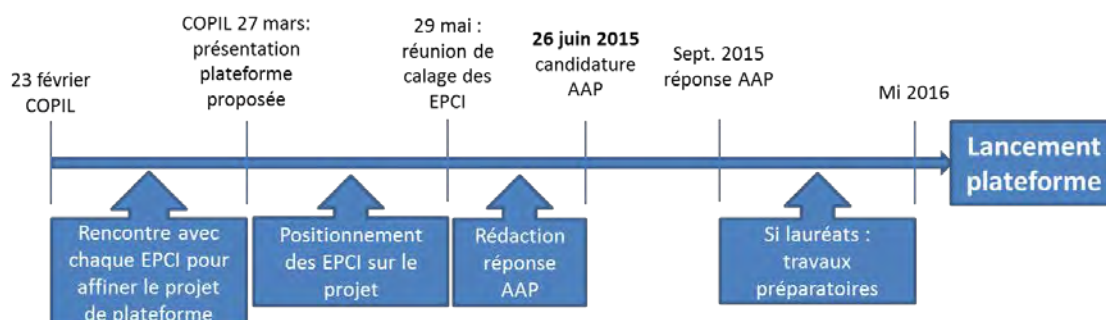 23 février
COPIL
COPIL 27 mars:
présentation
plateforme
proposée
29 mai :
réunion de
calage des
EPCI
26 juin 2015
candidature
AAP
Sept. 2015
réponse AAP
Mi 2016
Lancement
plateforme
Rencontre avec
chaque EPCI pour
affiner le projet
de plateforme
Positionnement
des EPCI sur le
projet
Rédaction
réponse
AAP
Si lauréats :
travaux
préparatoires